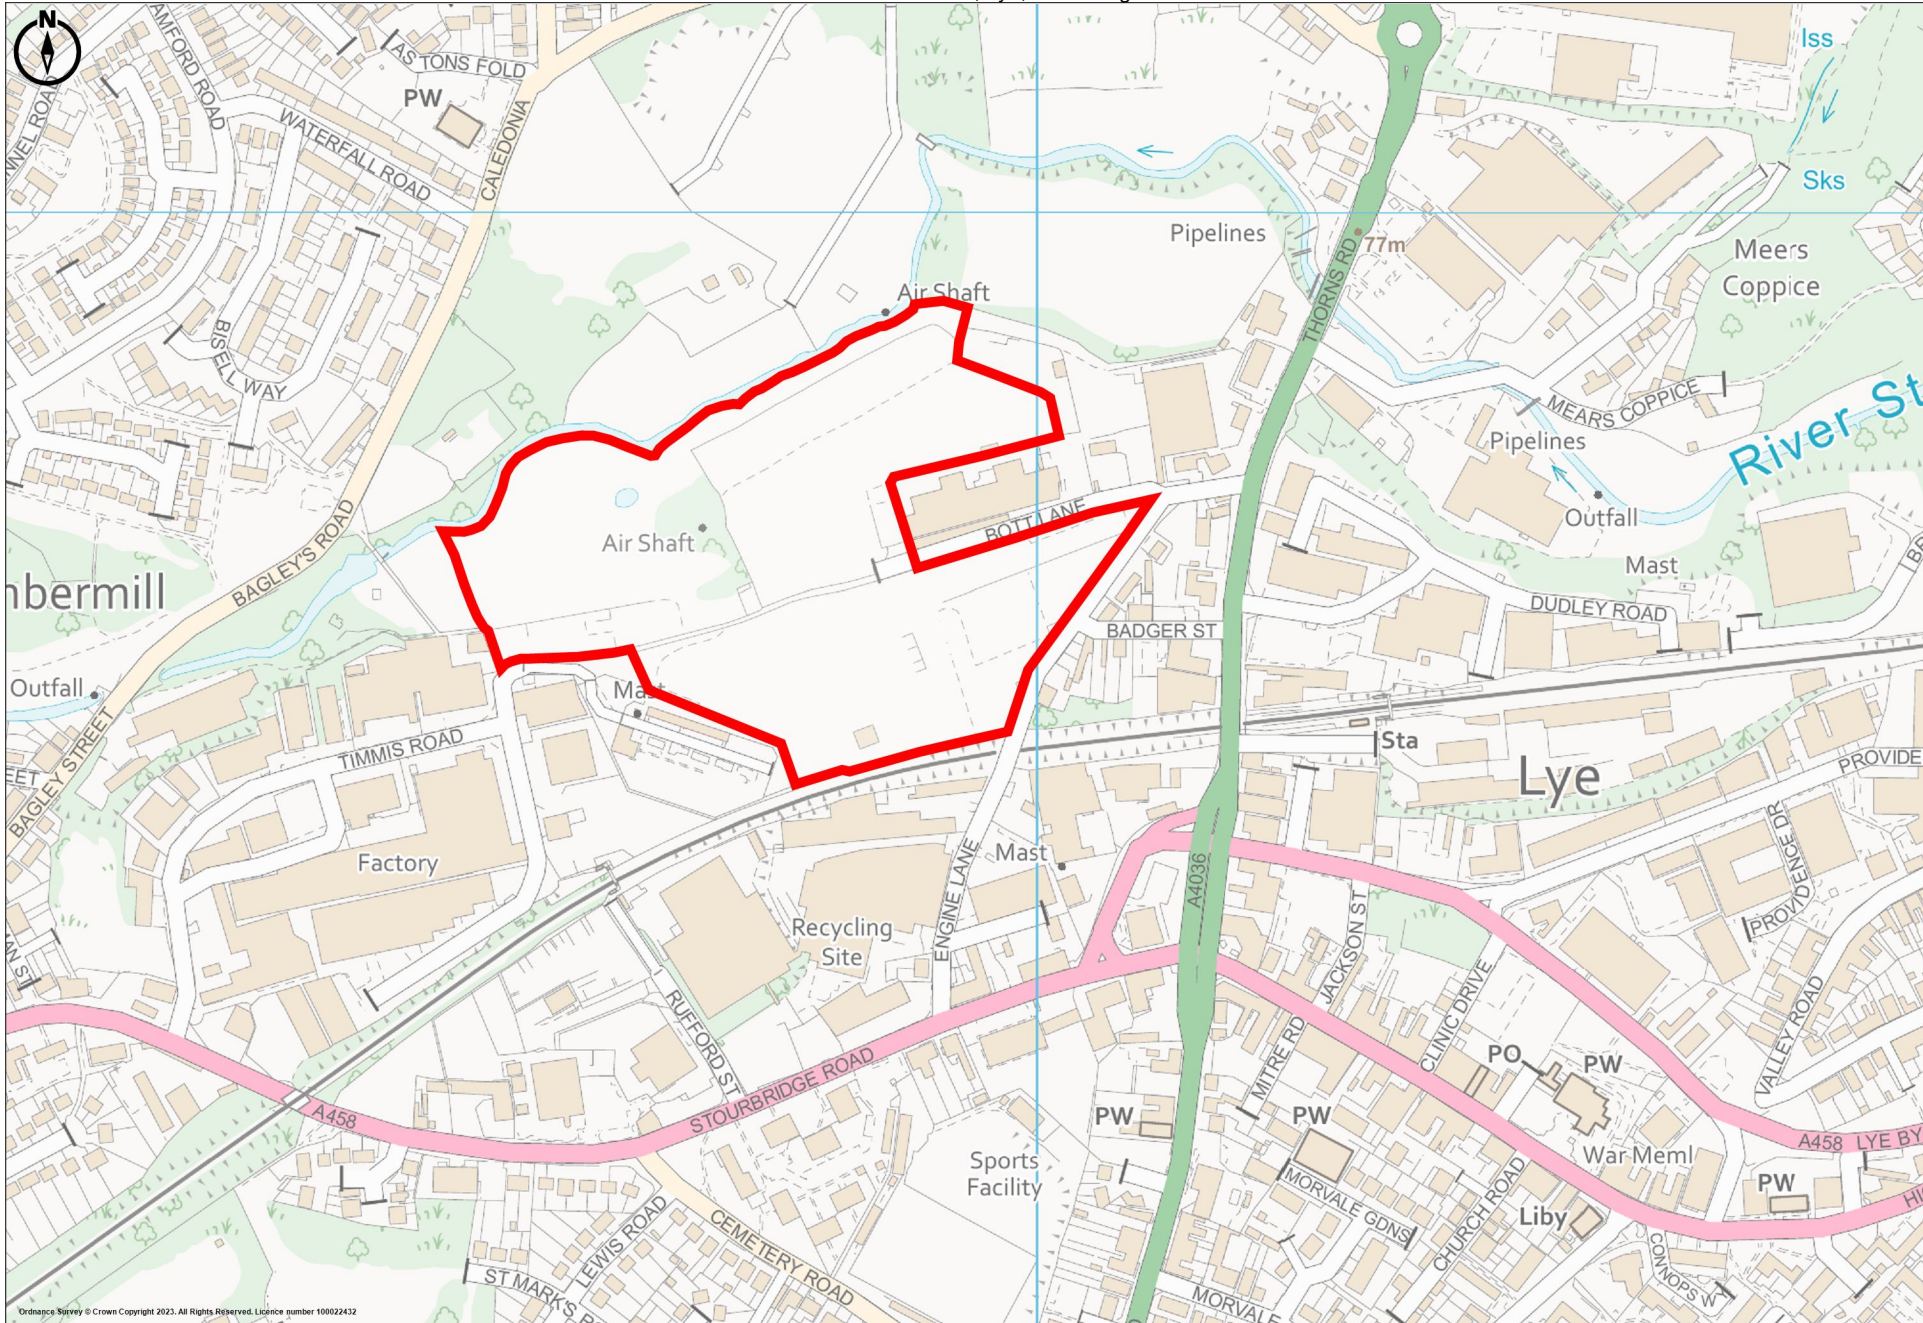 N
AMFORD ROAD
ASTONS FOLD
PW
WATERFALL ROAD
CALEDONIA
Iss
Sks
Pipelines
77m
THORNS RD
Meers
Coppice
Air Shaft
BISELL WAY
MEARS COPPICE
Pipelines
River St
Outfall
BOTT LANE
Air Shaft
BAGLEY'S ROAD
mbermill
Mast
DUDLEY ROAD
BADGER ST
Outfall
Mast
TIMMIS ROAD
BAGLEY STREET
Sta
Lye
PROVIDE
PROVIDENCE DR
Factory
Mast
ENGINE LANE
A4036
Recycling
Site
JACKSON ST
PROVIDENCE
CLINIC DRIVE
VALLEY ROAD
RUFFORD ST
MITRE RD
PO
PW
STOURBRIDGE ROAD
A458
PW
PW
A458 LYE BY
War Meml
PW
Sports
Facility
MORVALE GDNS
CHURCH ROAD
Liby
LEWIS ROAD
CEMETERY ROAD
ST MARK'S R
CONNOPS W
MORVALE
Ordnance Survey © Crown Copyright 2023. All Rights Reserved. Licence number 100022432